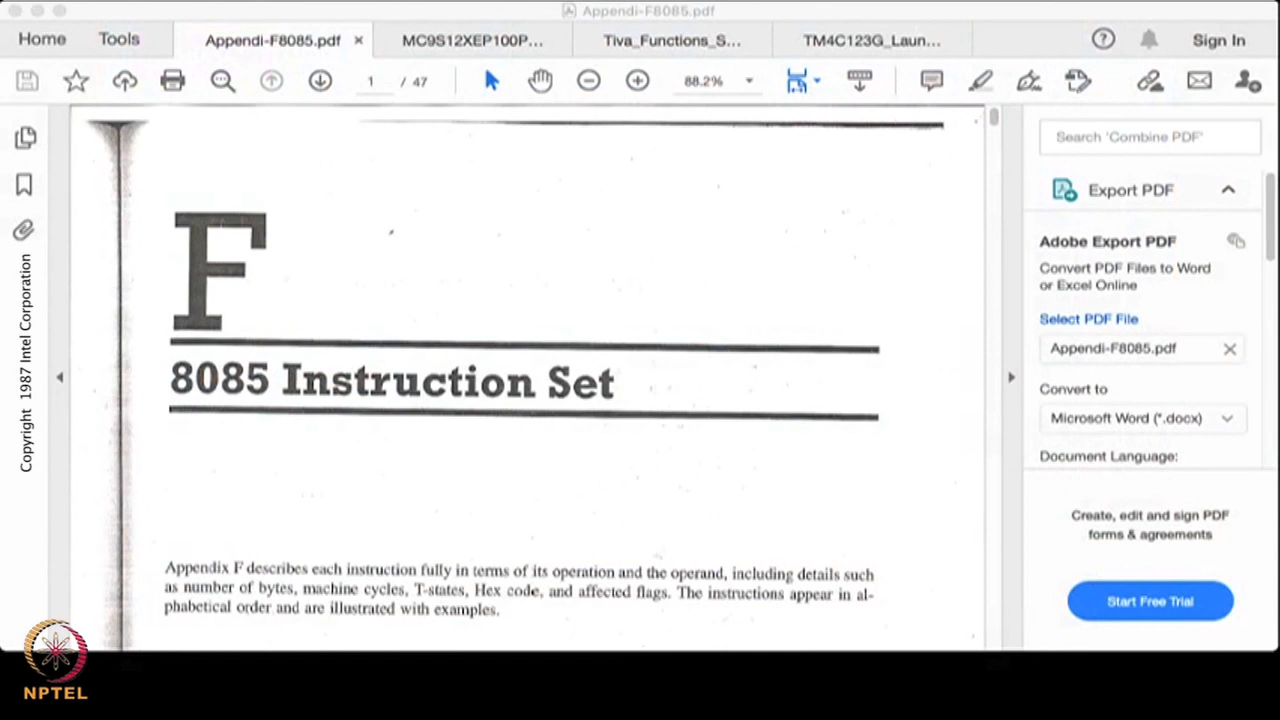 Appendi-F8085.pdf
Home
Tools
Appendi-F8085.pdf
MC9S12XEP100P...
Tiva_Functions_S...
TM4C123G_Laun...
Sign In
1 / 47
88.2%
Copyright 1987 Intel Corporation
F
8085 Instruction Set
Appendix F describes each instruction fully in terms of its operation and the operand, including details such
as number of bytes, machine cycles, T-states, Hex code, and affected flags. The instructions appear in al-
phabetical order and are illustrated with examples.
Search 'Combine PDF'
Export PDF
Adobe Export PDF
Convert PDF Files to Word
or Excel Online
Select PDF File
Appendi-F8085.pdf
Convert to
Microsoft Word (*.docx)
Document Language:
Create, edit and sign PDF
forms & agreements
Start Free Trial
NPTEL